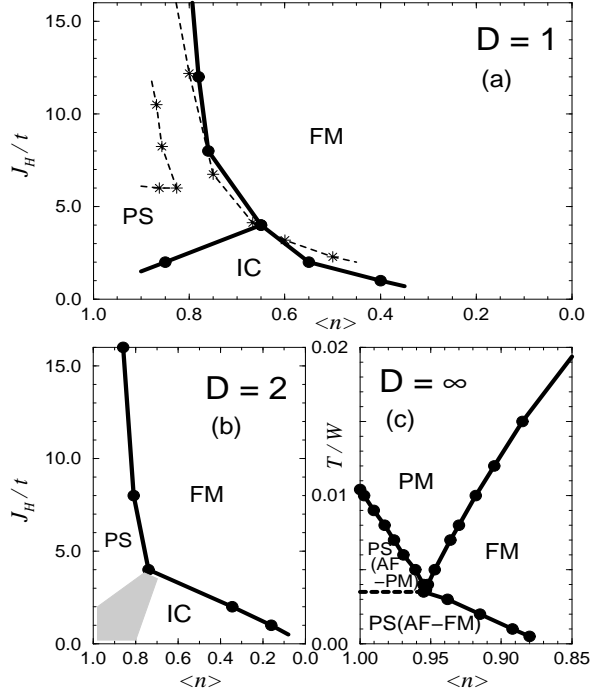 D = 1
(a)
FM
PS
IC
J_H / t
15.0
10.0
5.0
0.0
1.0 0.8 0.6 0.4 0.2 0.0
<n>
D = 2
(b)
FM
PS
IC
J_H / t
15.0
10.0
5.0
0.0
1.0 0.8 0.6 0.4 0.2 0.0
<n>
D = ∞
(c)
PM
FM
PS
(AF
−PM)
PS(AF−FM)
T / W
0.02
0.01
0.00
1.00 0.95 0.90 0.85
<n>